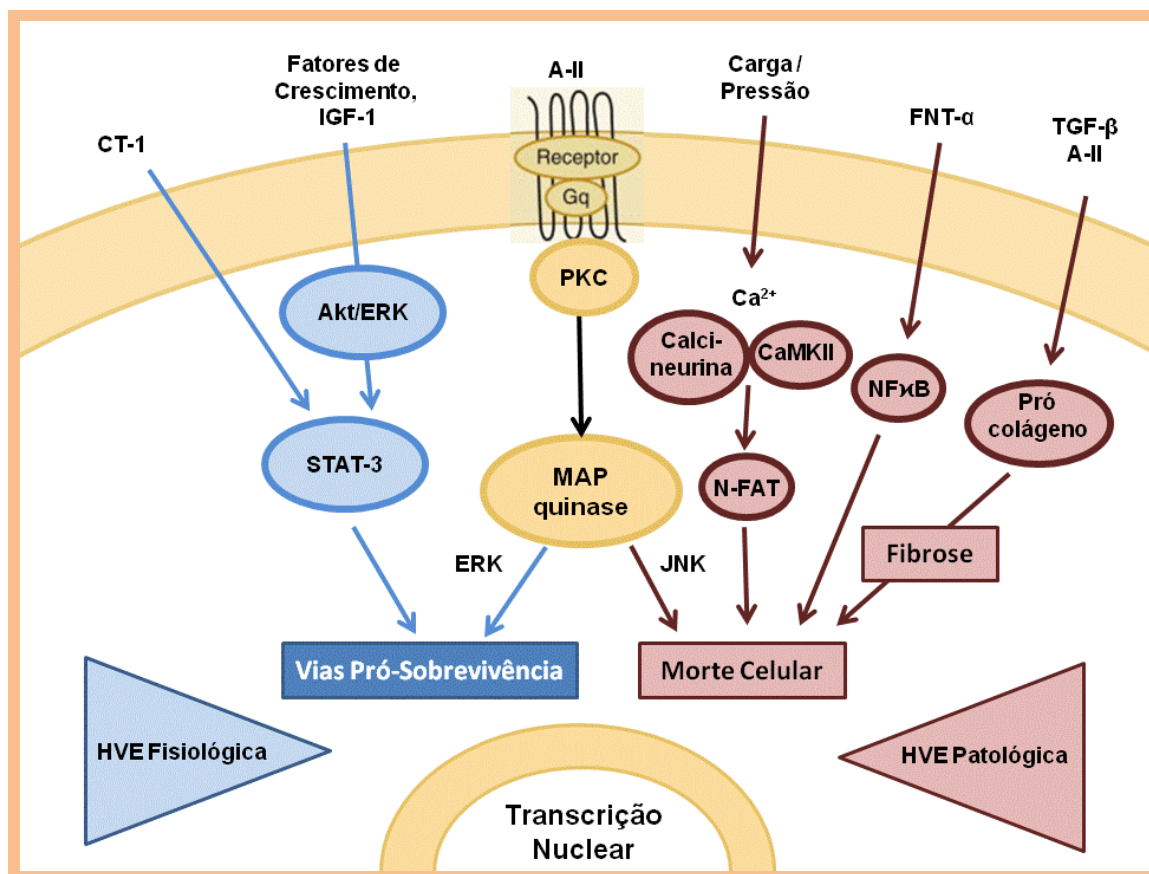 CT-1
Fatores de
Crescimento,
IGF-1
A-II
Carga /
Pressão
FNT-α
TGF-β
A-II
Receptor
Gq
PKC
Akt/ERK
Ca²⁺
Calci-
neurina
CaMKII
NFϰB
Pró
colágeno
STAT-3
MAP
quinase
N-FAT
ERK
JNK
Fibrose
Vias Pró-Sobrevivência
Morte Celular
HVE Fisiológica
HVE Patológica
Transcrição
Nuclear